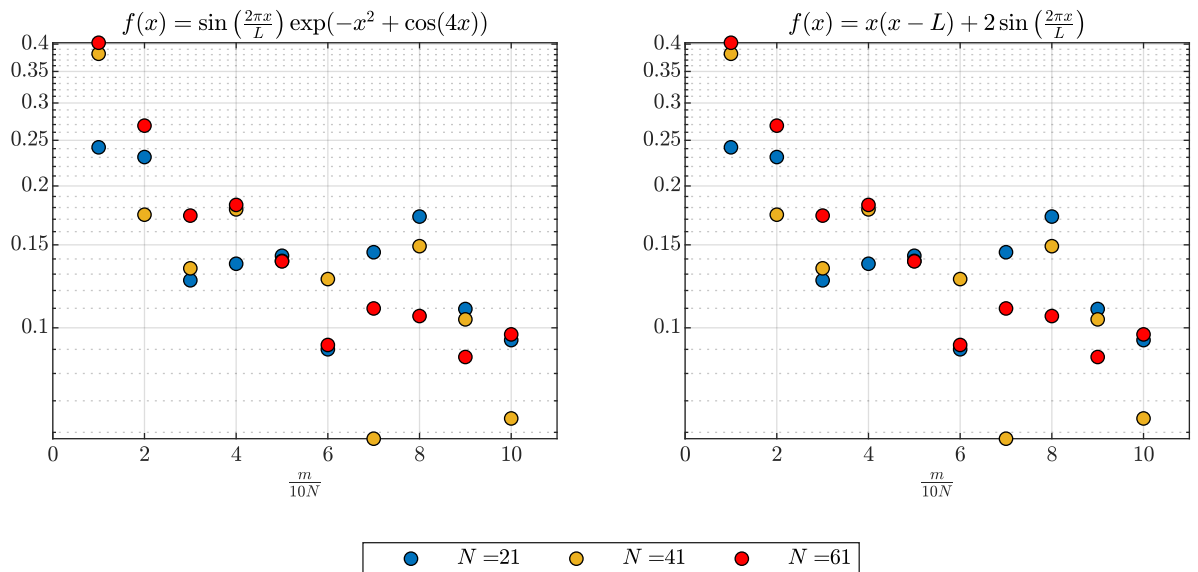 f(x) = sin(2πx/L) exp(−x² + cos(4x))
0.4
0.35
0.3
0.25
0.2
0.15
0.1
0 2 4 6 8 10
m/10N
f(x) = x(x − L) + 2 sin(2πx/L)
0.4
0.35
0.3
0.25
0.2
0.15
0.1
0 2 4 6 8 10
m/10N
N =21 N =41 N =61